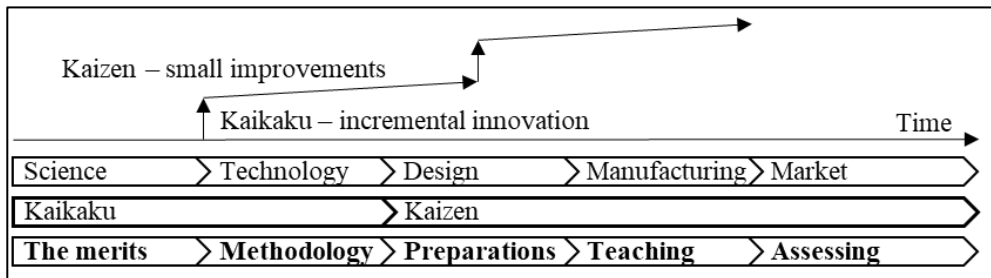 Kaizen – small improvements
Kaikaku – incremental innovation
Time
Science Technology Design Manufacturing Market
Kaikaku Kaizen
The merits Methodology Preparations Teaching Assessing